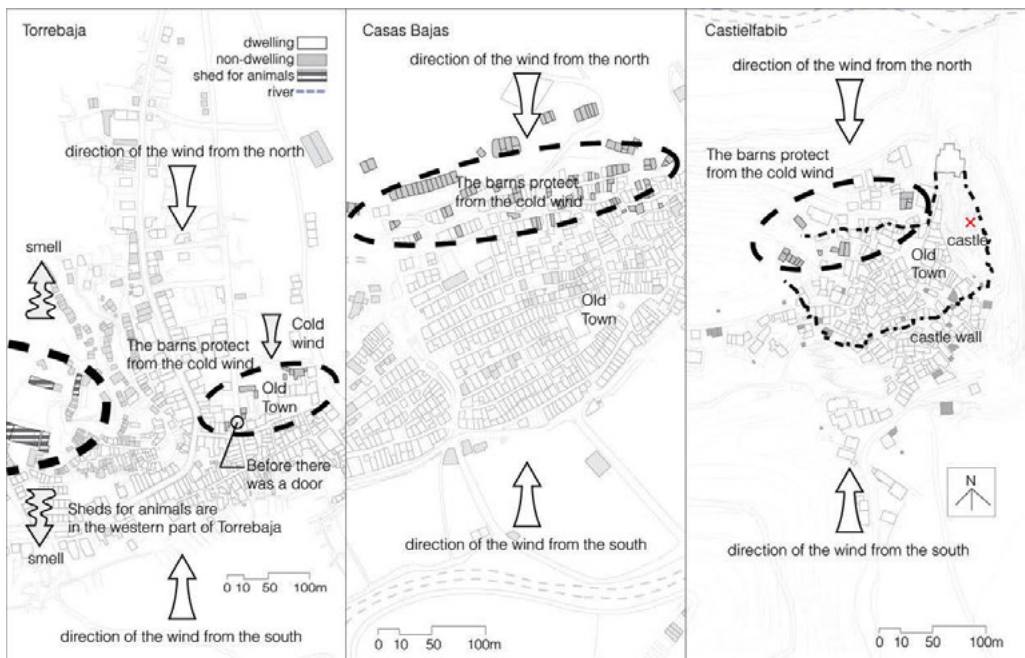 Torrebaja
dwelling
non-dwelling
shed for animals
river
direction of the wind from the north
smell
The barns protect
from the cold wind
Cold
wind
Old
Town
Before there
was a door
Sheds for animals are
in the western part of Torrebaja
smell
0 10 50 100m
direction of the wind from the south
Casas Bajas
direction of the wind from the north
The barns protect
from the cold wind
Old
Town
direction of the wind from the south
0 10 50 100m
Castielfabib
direction of the wind from the north
The barns protect
from the cold wind
castle
Old
Town
castle wall
N
direction of the wind from the south
0 10 50 100m